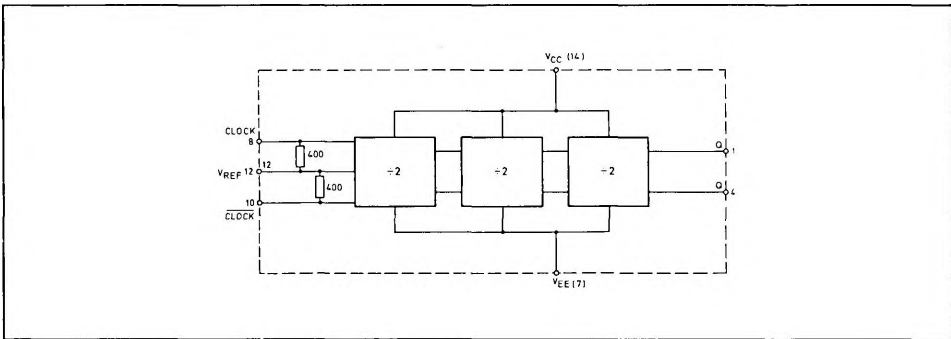 VCC (14)
CLOCK
8
400
VREF 12
12
400
10
CLOCK
÷2
÷2
÷2
Q 1
Q 4
VEE (7)